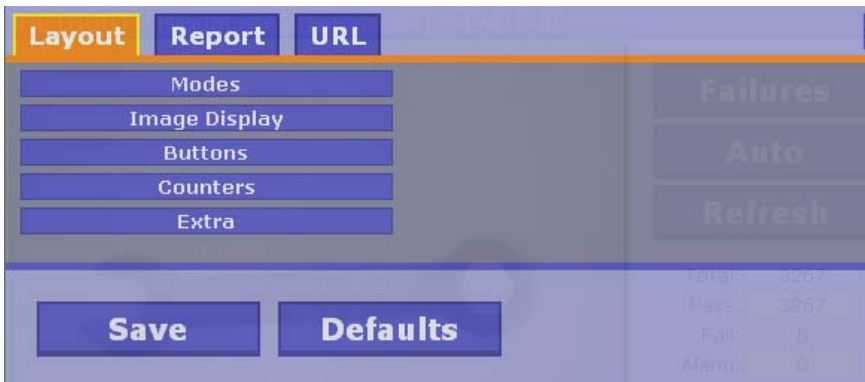 Layout Report URL
Modes
Image Display
Buttons
Counters
Extra
Failures
Auto
Refresh
Total: 3267
Pass: 3267
Fail: 0
Alarm: 0
Save Defaults